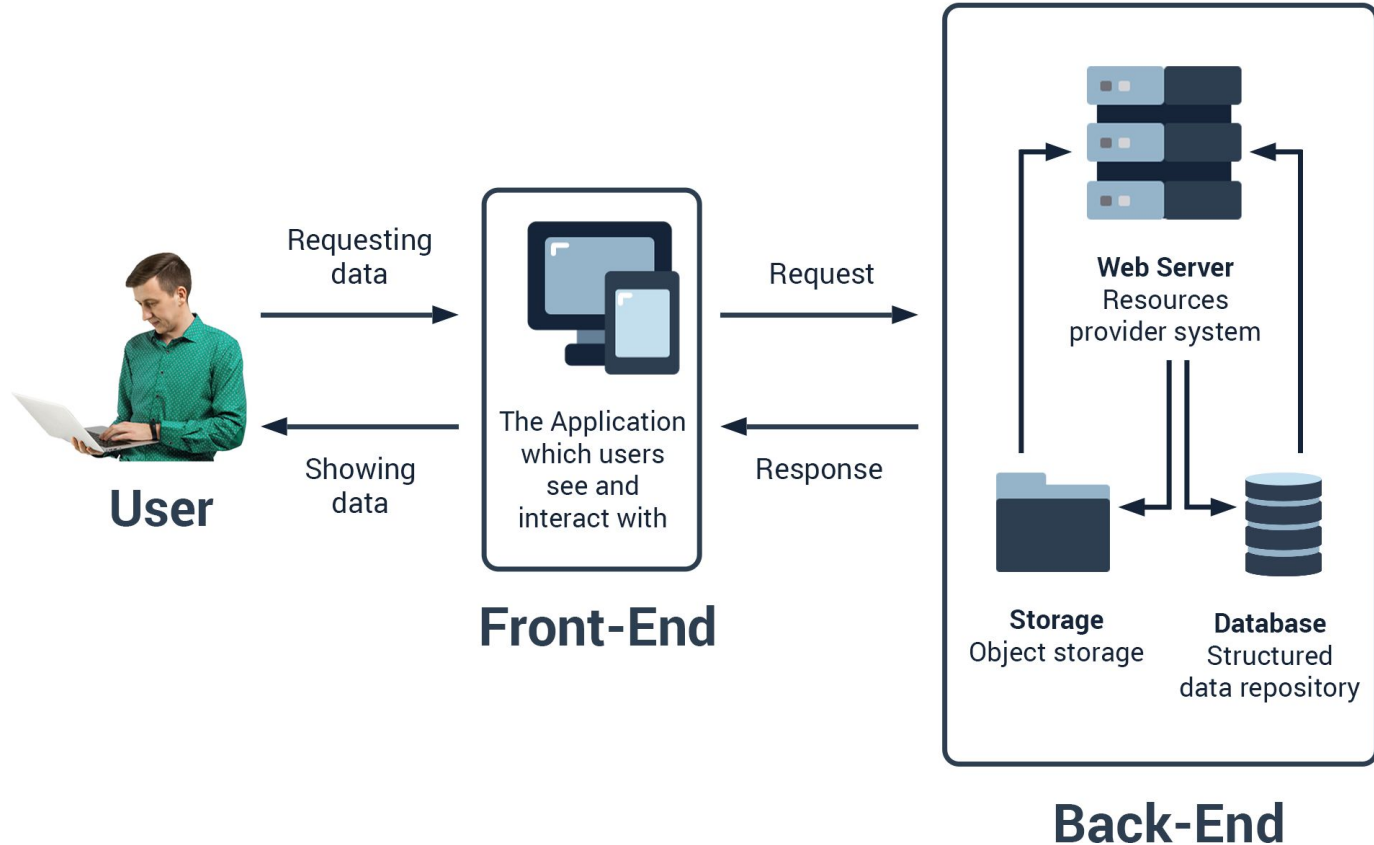 Requesting
data
Showing
data
User
The Application
which users
see and
interact with
Front-End
Request
Response
Web Server
Resources
provider system
Storage
Object storage
Database
Structured
data repository
Back-End